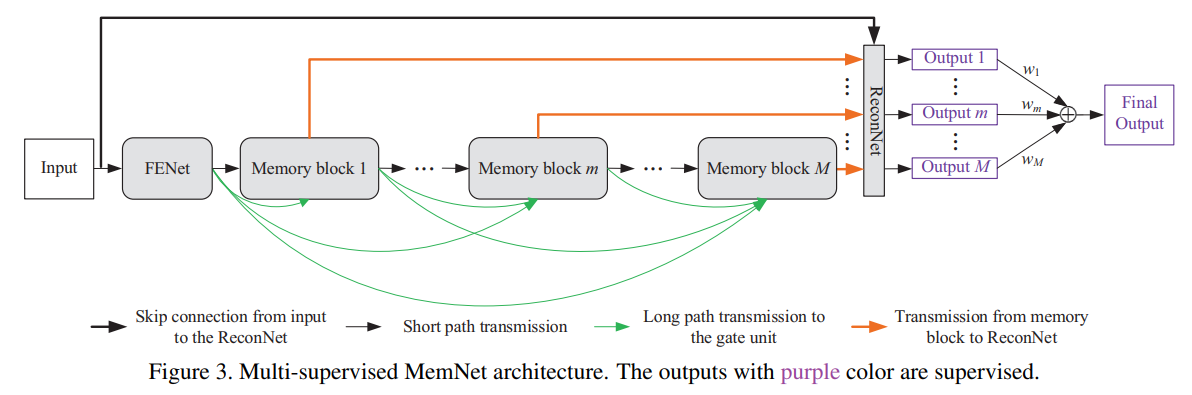 Input
FENet
Memory block 1
...
Memory block m
...
Memory block M
ReconNet
Output 1
Output m
Output M
w1
wm
wM
Final
Output
Skip connection from input
to the ReconNet
Short path transmission
Long path transmission to
the gate unit
Transmission from memory
block to ReconNet
Figure 3. Multi-supervised MemNet architecture. The outputs with purple color are supervised.